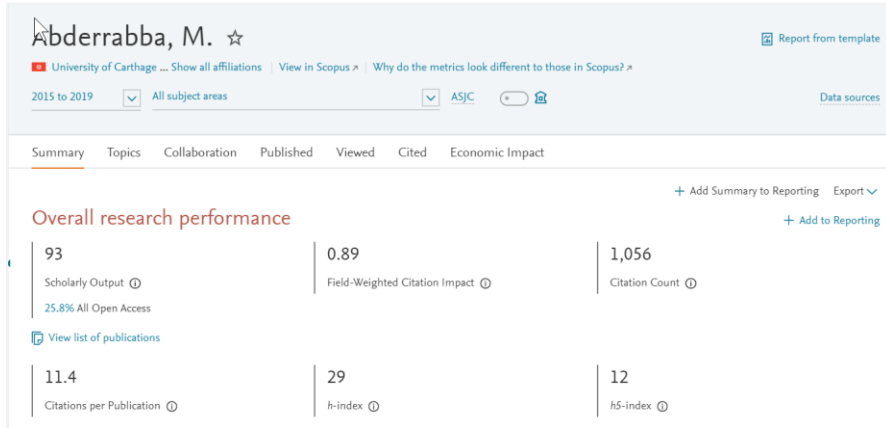 Abderrabba, M. ☆
Report from template
University of Carthage ... Show all affiliations | View in Scopus ↗ | Why do the metrics look different to those in Scopus? ↗
2015 to 2019 All subject areas ASJC Data sources
Summary Topics Collaboration Published Viewed Cited Economic Impact
+ Add Summary to Reporting Export
Overall research performance + Add to Reporting
93 0.89 1,056
Scholarly Output Field-Weighted Citation Impact Citation Count
25.8% All Open Access
View list of publications
11.4 29 12
Citations per Publication h-index h5-index